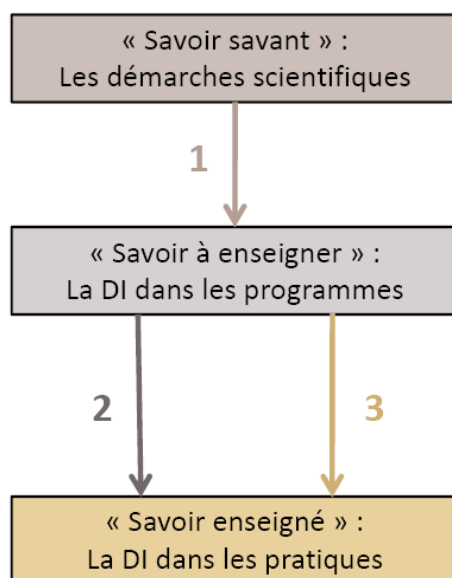 « Savoir savant » :
Les démarches scientifiques
1
« Savoir à enseigner » :
La DI dans les programmes
2
3
« Savoir enseigné » :
La DI dans les pratiques